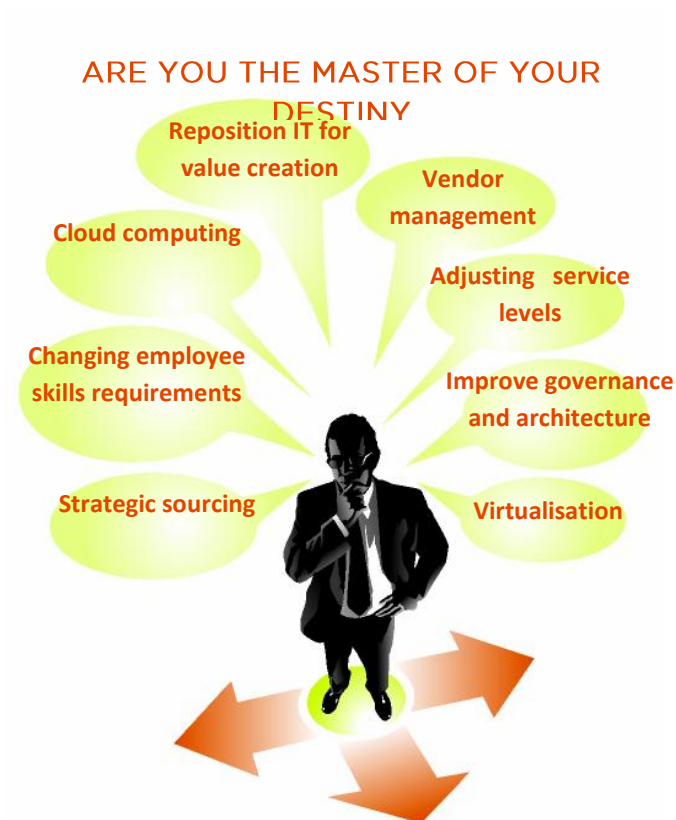 ARE YOU THE MASTER OF YOUR
DESTINY
Reposition IT for
value creation
Vendor
management
Cloud computing
Adjusting service
levels
Changing employee
skills requirements
Improve governance
and architecture
Strategic sourcing
Virtualisation